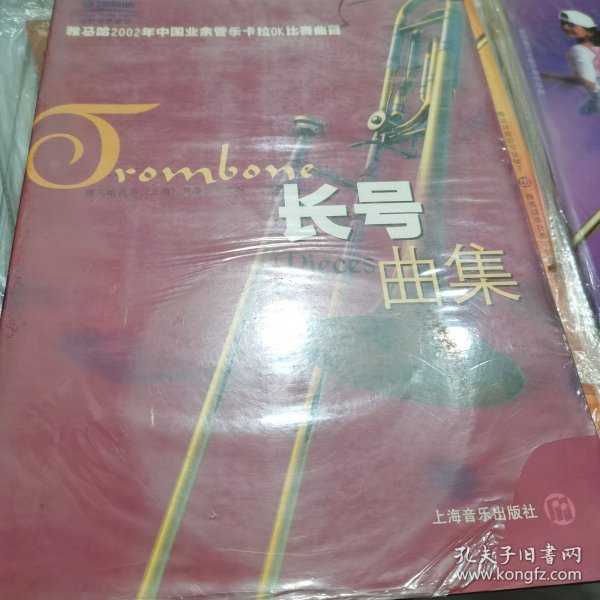 雅马哈2002年中国业余管乐卡拉OK比赛曲目
Trombone
长号
Pieces
曲集
上海音乐出版社
孔夫子旧书网
www.kongfz.com